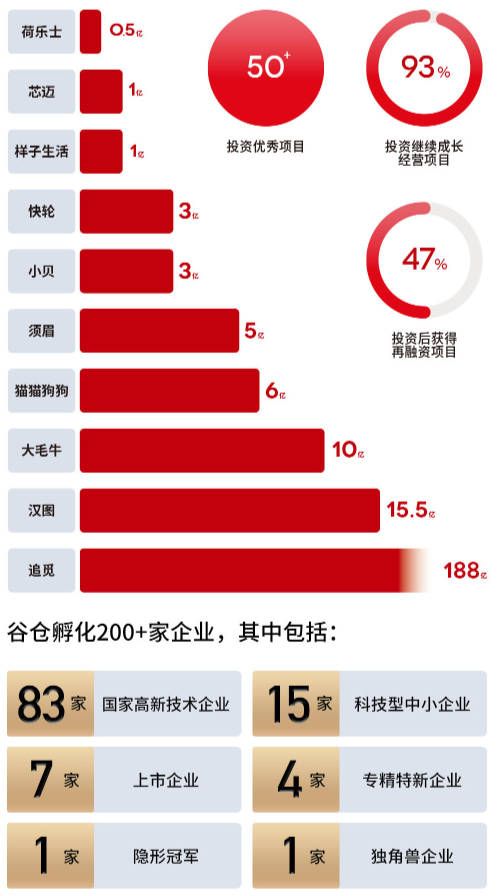 荷乐士 0.5亿
芯迈 1亿
样子生活 1亿
快轮 3亿
小贝 3亿
须眉 5亿
猫猫狗狗 6亿
大毛牛 10亿
汉图 15.5亿
追觅 188亿
50+
投资优秀项目
93%
投资继续成长
经营项目
47%
投资后获得
再融资项目
谷仓孵化200+家企业，其中包括：
83家 国家高新技术企业
15家 科技型中小企业
7家 上市企业
4家 专精特新企业
1家 隐形冠军
1家 独角兽企业